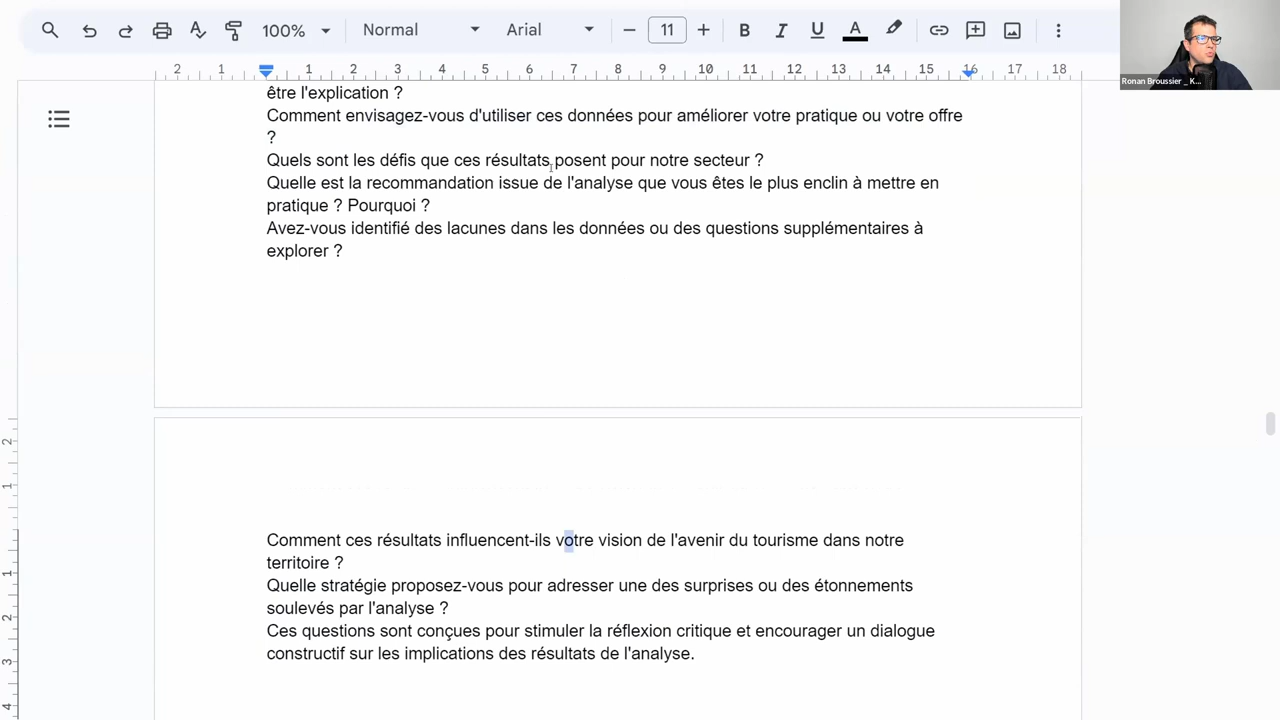 100%
Normal
Arial
11
Ronan Broussier _ K...
2 1 1 2 3 4 5 6 7 8 9 10 11 12 13 14 15 16 17 18
être l'explication ?
Comment envisagez-vous d'utiliser ces données pour améliorer votre pratique ou votre offre
?
Quels sont les défis que ces résultats posent pour notre secteur ?
Quelle est la recommandation issue de l'analyse que vous êtes le plus enclin à mettre en
pratique ? Pourquoi ?
Avez-vous identifié des lacunes dans les données ou des questions supplémentaires à
explorer ?
Comment ces résultats influencent-ils votre vision de l'avenir du tourisme dans notre
territoire ?
Quelle stratégie proposez-vous pour adresser une des surprises ou des étonnements
soulevés par l'analyse ?
Ces questions sont conçues pour stimuler la réflexion critique et encourager un dialogue
constructif sur les implications des résultats de l'analyse.
2
1
1
2
3
4